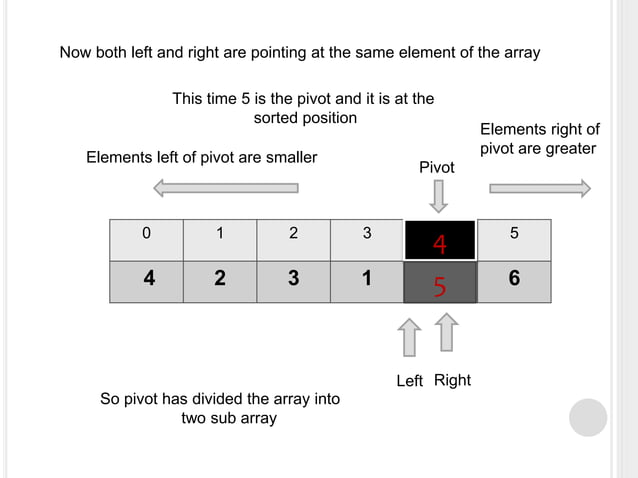 Now both left and right are pointing at the same element of the array
This time 5 is the pivot and it is at the
sorted position
Elements right of
pivot are greater
Elements left of pivot are smaller
Pivot
0 1 2 3 4 5
4 2 3 1 5 6
Left Right
So pivot has divided the array into
two sub array